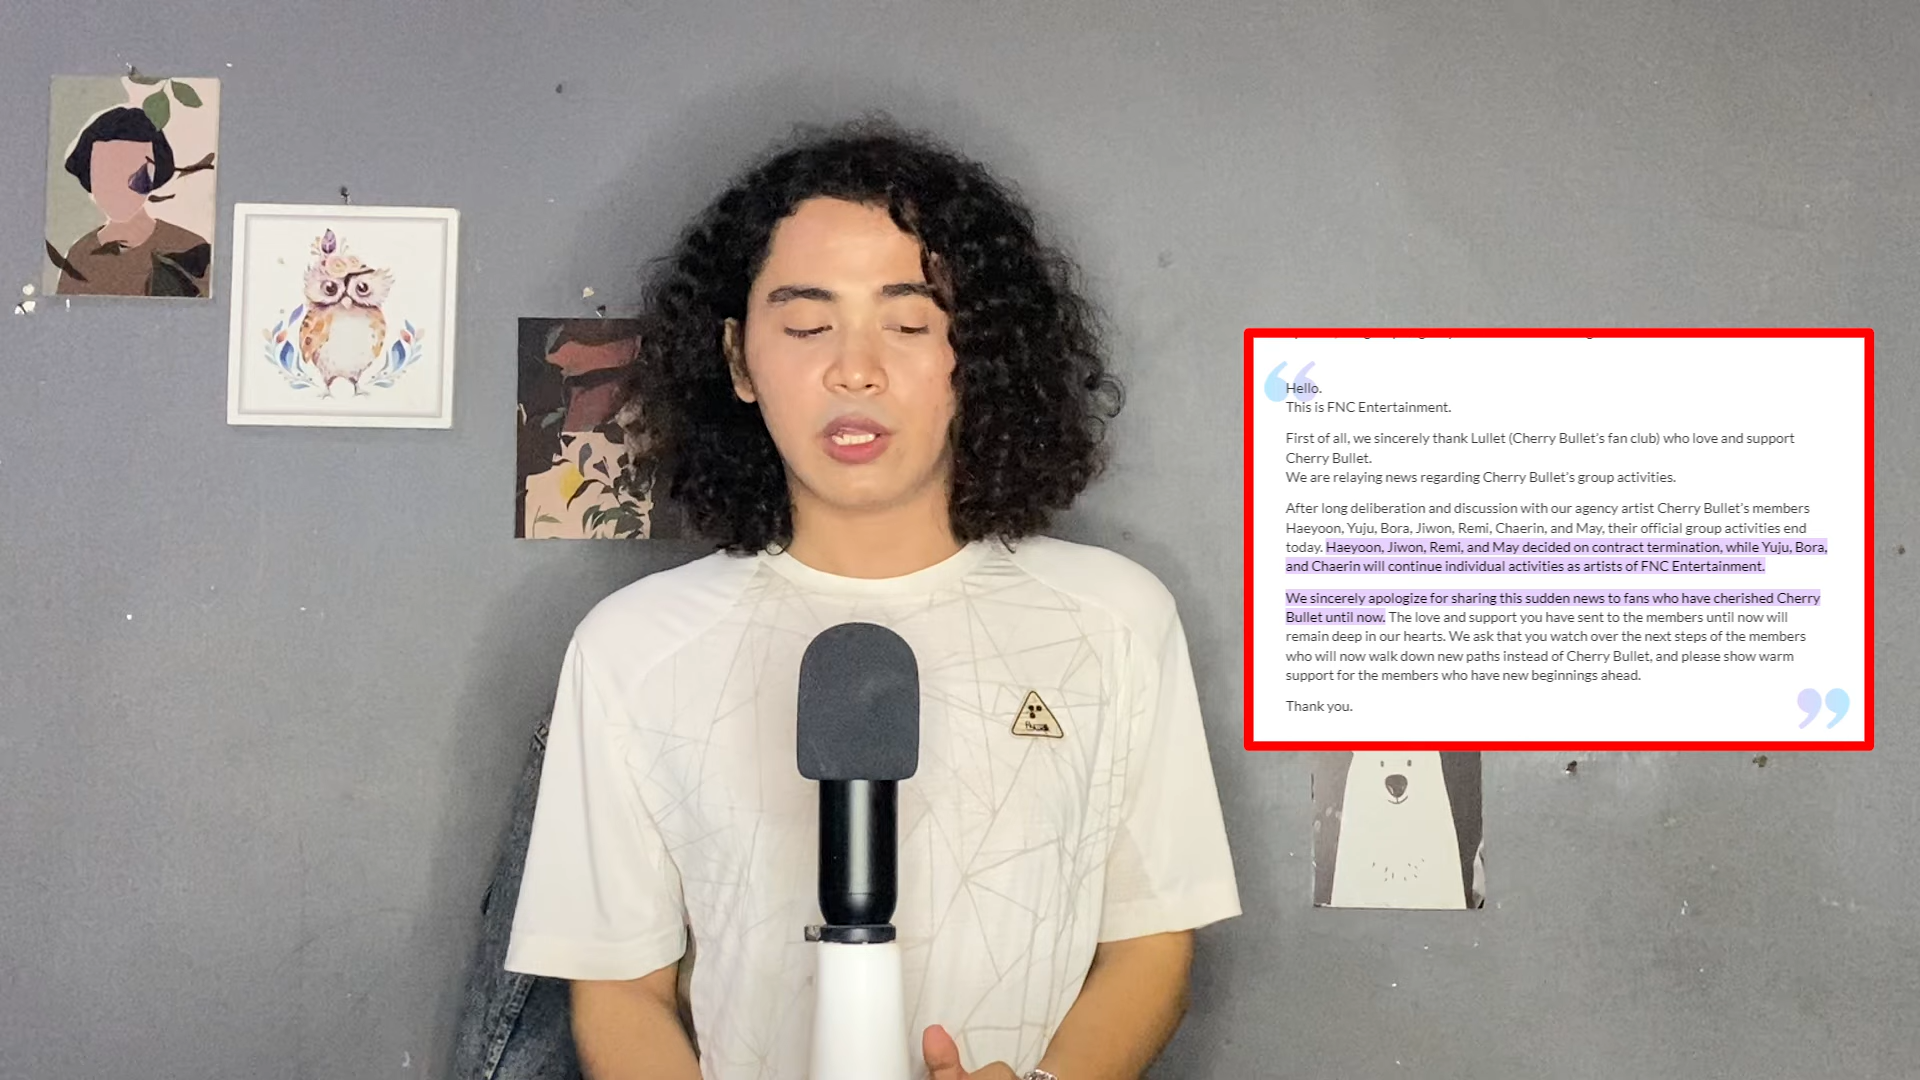 Hello.
This is FNC Entertainment.
First of all, we sincerely thank Lullet (Cherry Bullet's fan club) who love and support
Cherry Bullet.
We are relaying news regarding Cherry Bullet's group activities.
After long deliberation and discussion with our agency artist Cherry Bullet's members
Haeyoon, Yuju, Bora, Jiwon, Remi, Chaerin, and May, their official group activities end
today. Haeyoon, Jiwon, Remi, and May decided on contract termination, while Yuju, Bora,
and Chaerin will continue individual activities as artists of FNC Entertainment.
We sincerely apologize for sharing this sudden news to fans who have cherished Cherry
Bullet until now. The love and support you have sent to the members until now will
remain deep in our hearts. We ask that you watch over the next steps of the members
who will now walk down new paths instead of Cherry Bullet, and please show warm
support for the members who have new beginnings ahead.
Thank you.